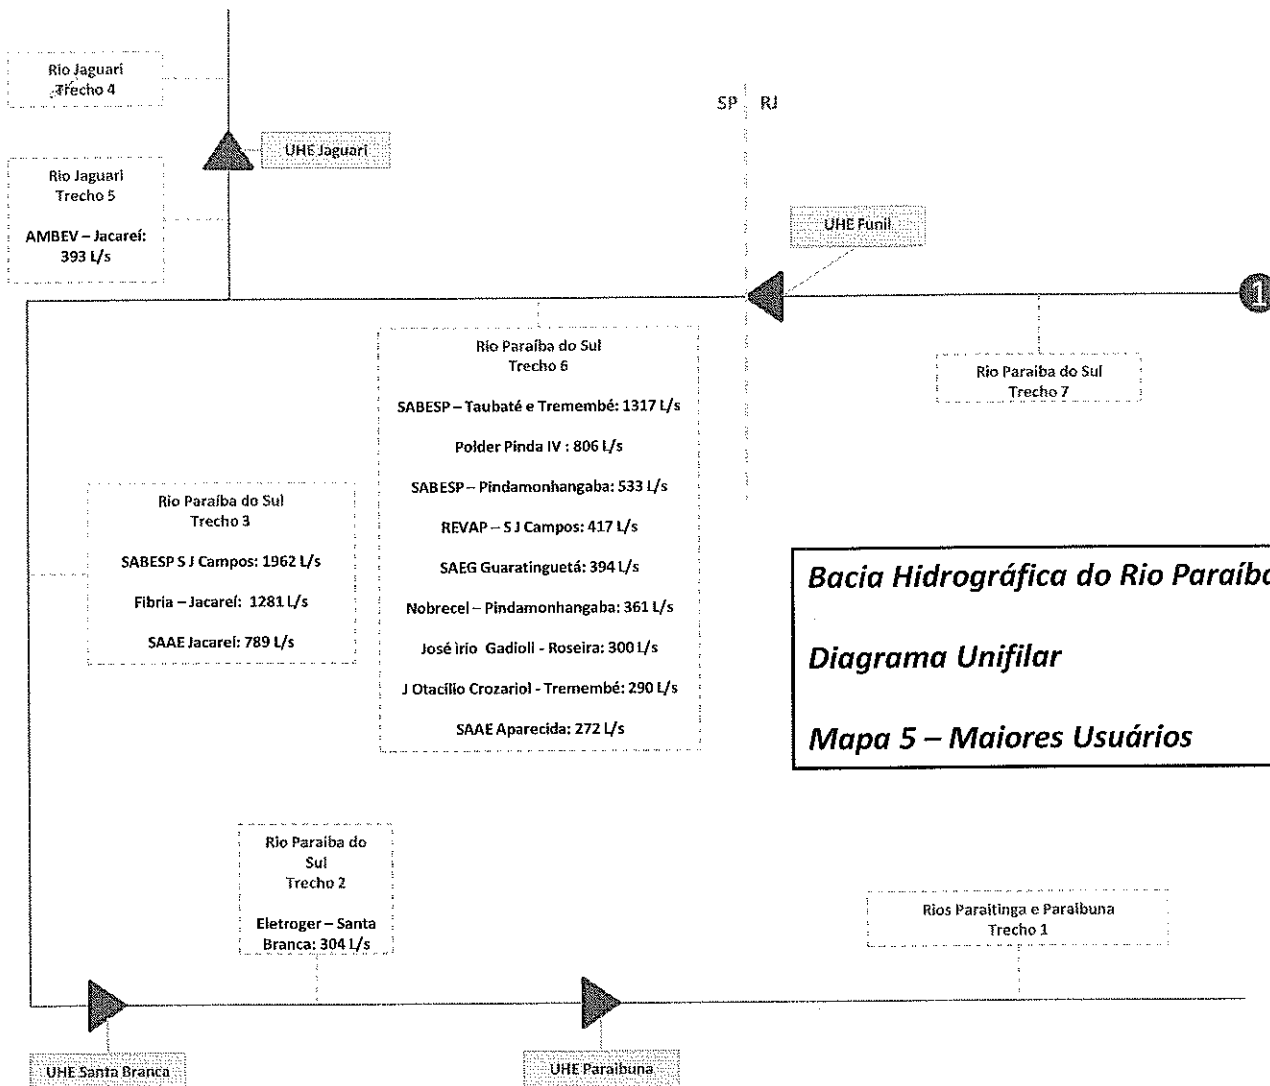 Rio Jaguari
Trecho 4
UHE Jaguari
Rio Jaguari
Trecho 5
AMBEV – Jacareí:
393 L/s
SP RJ
UHE Funil
1
Rio Paraíba do Sul
Trecho 7
Rio Paraíba do Sul
Trecho 6
SABESP – Taubaté e Tremembé: 1317 L/s
Polder Pinda IV : 806 L/s
SABESP – Pindamonhangaba: 533 L/s
REVAP – S J Campos: 417 L/s
SAEG Guaratinguetá: 394 L/s
Nobrecel – Pindamonhangaba: 361 L/s
José irio Gadioli - Roseira: 300 L/s
J Otacílio Crozariol - Tremembé: 290 L/s
SAAE Aparecida: 272 L/s
Rio Paraíba do Sul
Trecho 3
SABESP S J Campos: 1962 L/s
Fibria – Jacareí: 1281 L/s
SAAE Jacareí: 789 L/s
Bacia Hidrográfica do Rio Paraíba
Diagrama Unifilar
Mapa 5 – Maiores Usuários
Rio Paraíba do
Sul
Trecho 2
Eletroger – Santa
Branca: 304 L/s
Rios Paraitinga e Paraibuna
Trecho 1
UHE Santa Branca
UHE Paraibuna